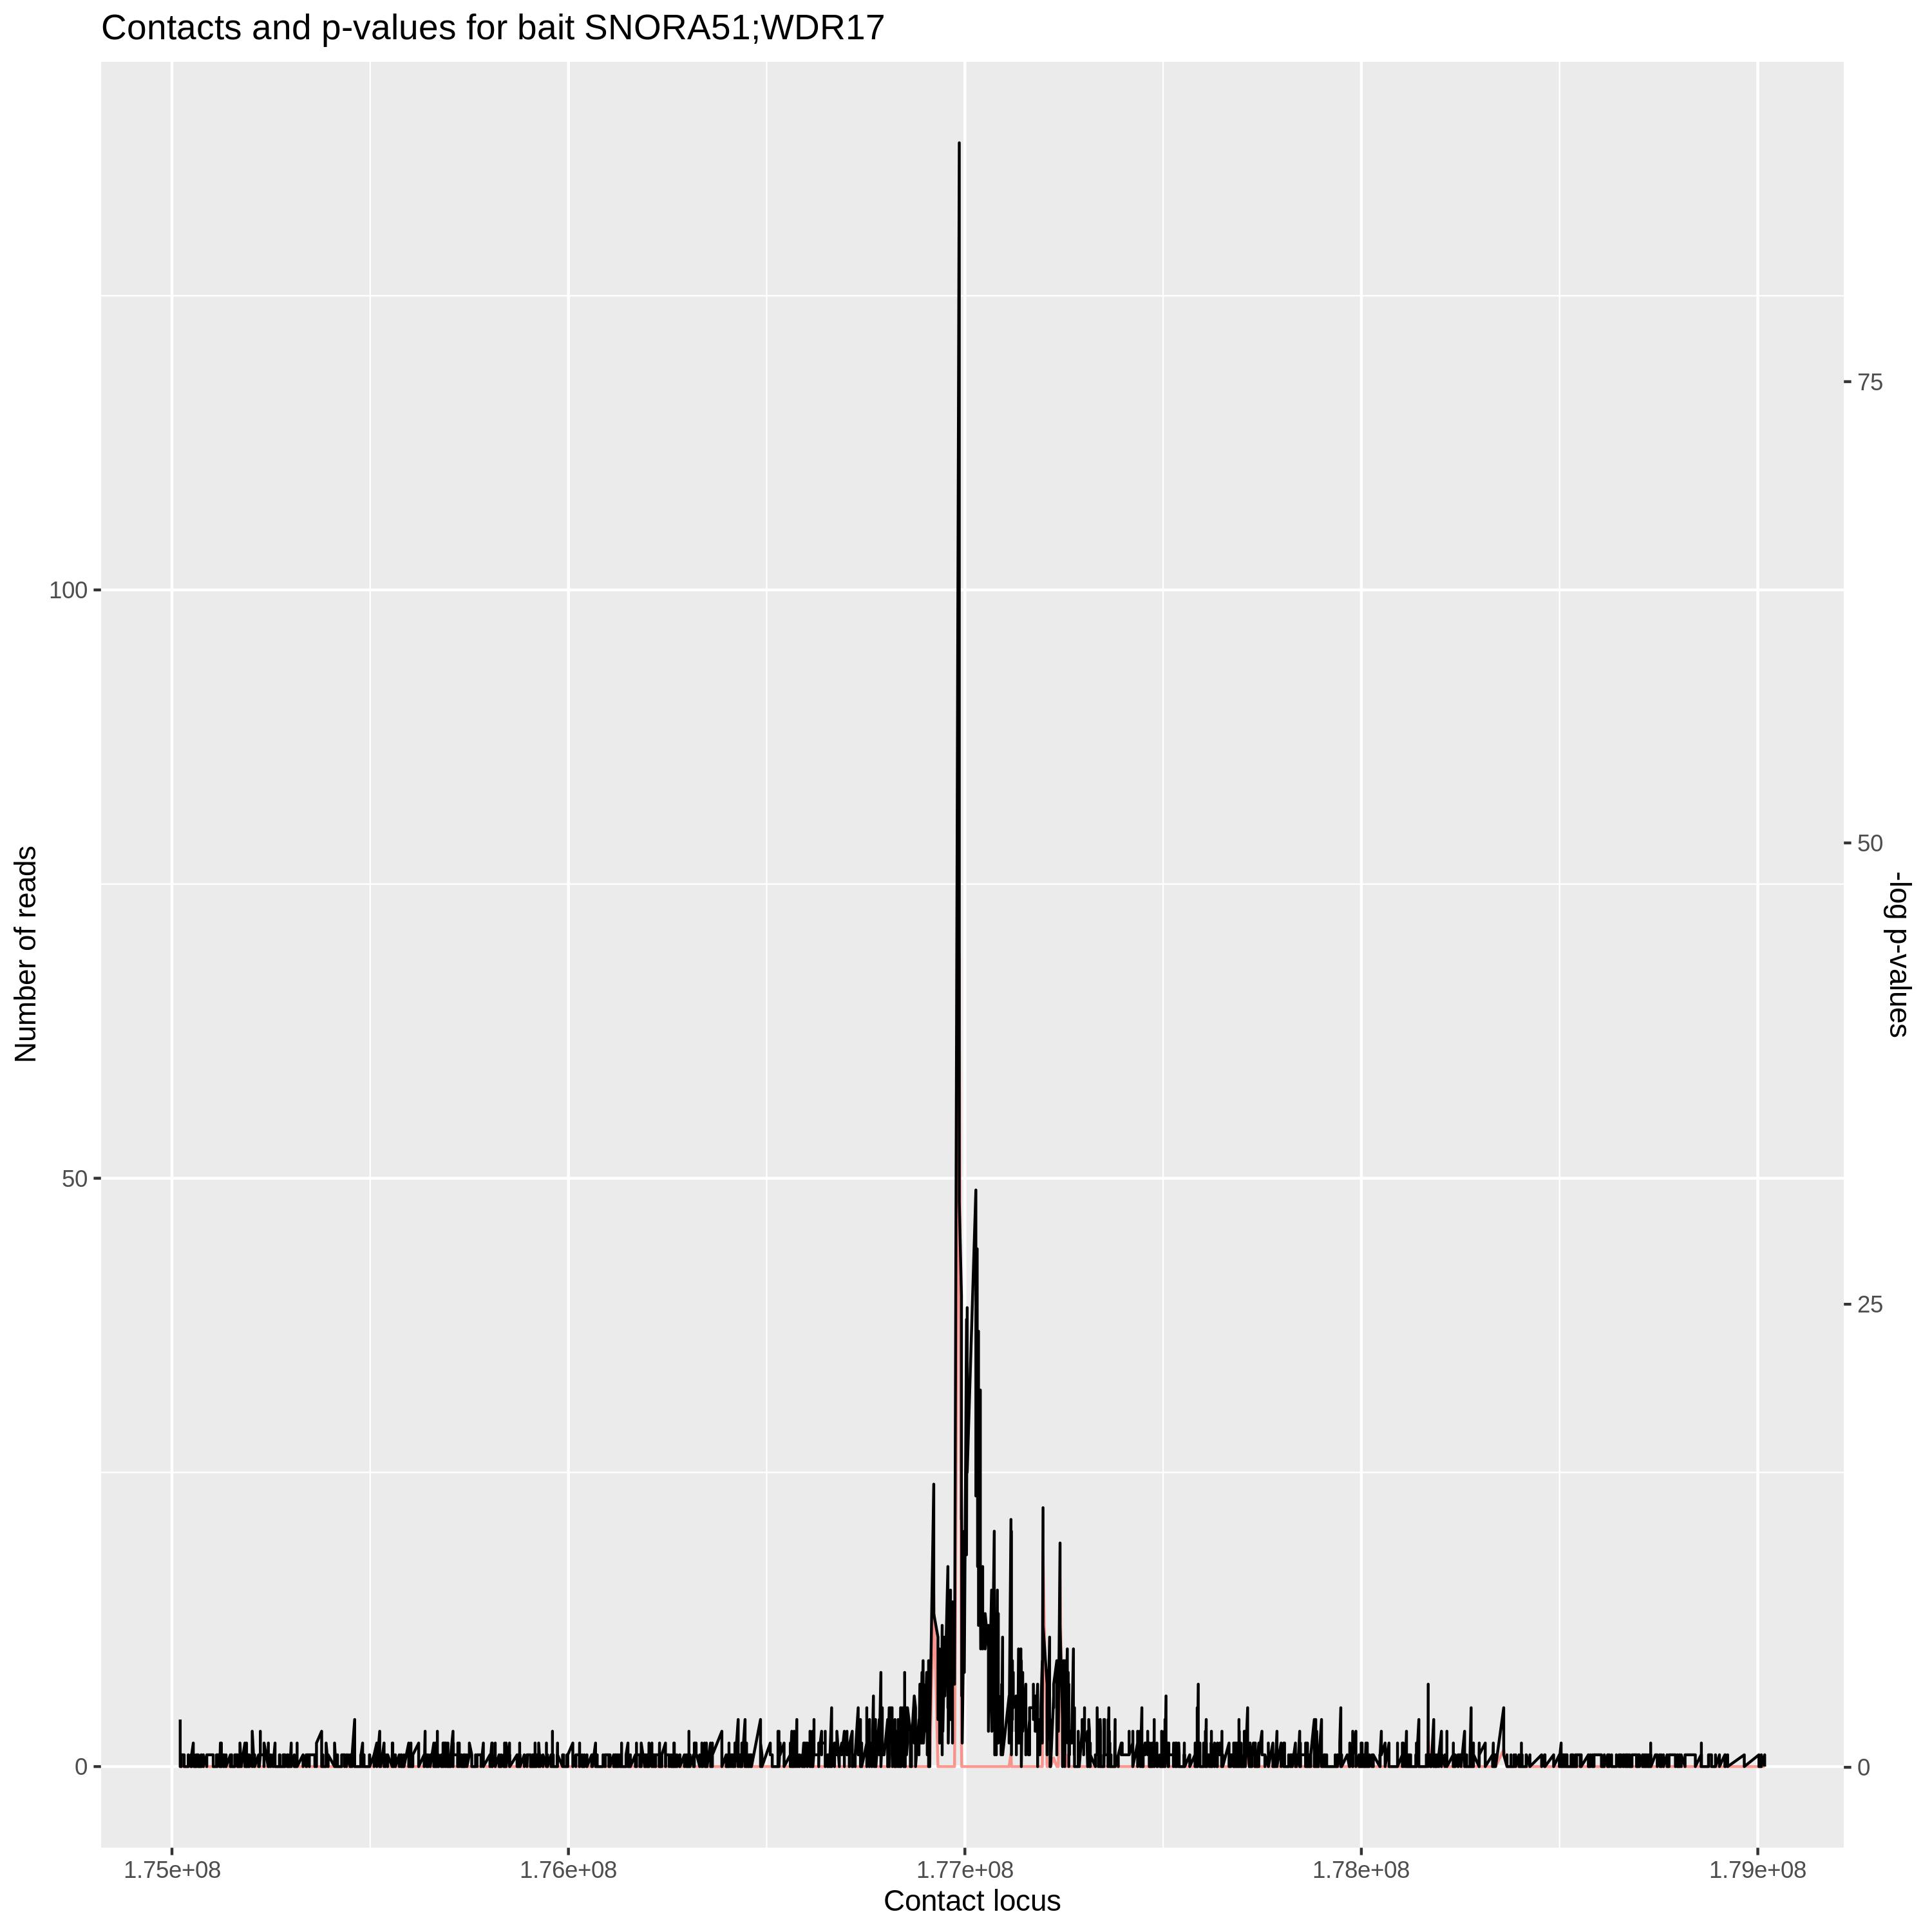 Contacts and p-values for bait SNORA51;WDR17
Number of reads
100
50
0
75
50
25
0
-log p-values
1.75e+08 1.76e+08 1.77e+08 1.78e+08 1.79e+08
Contact locus